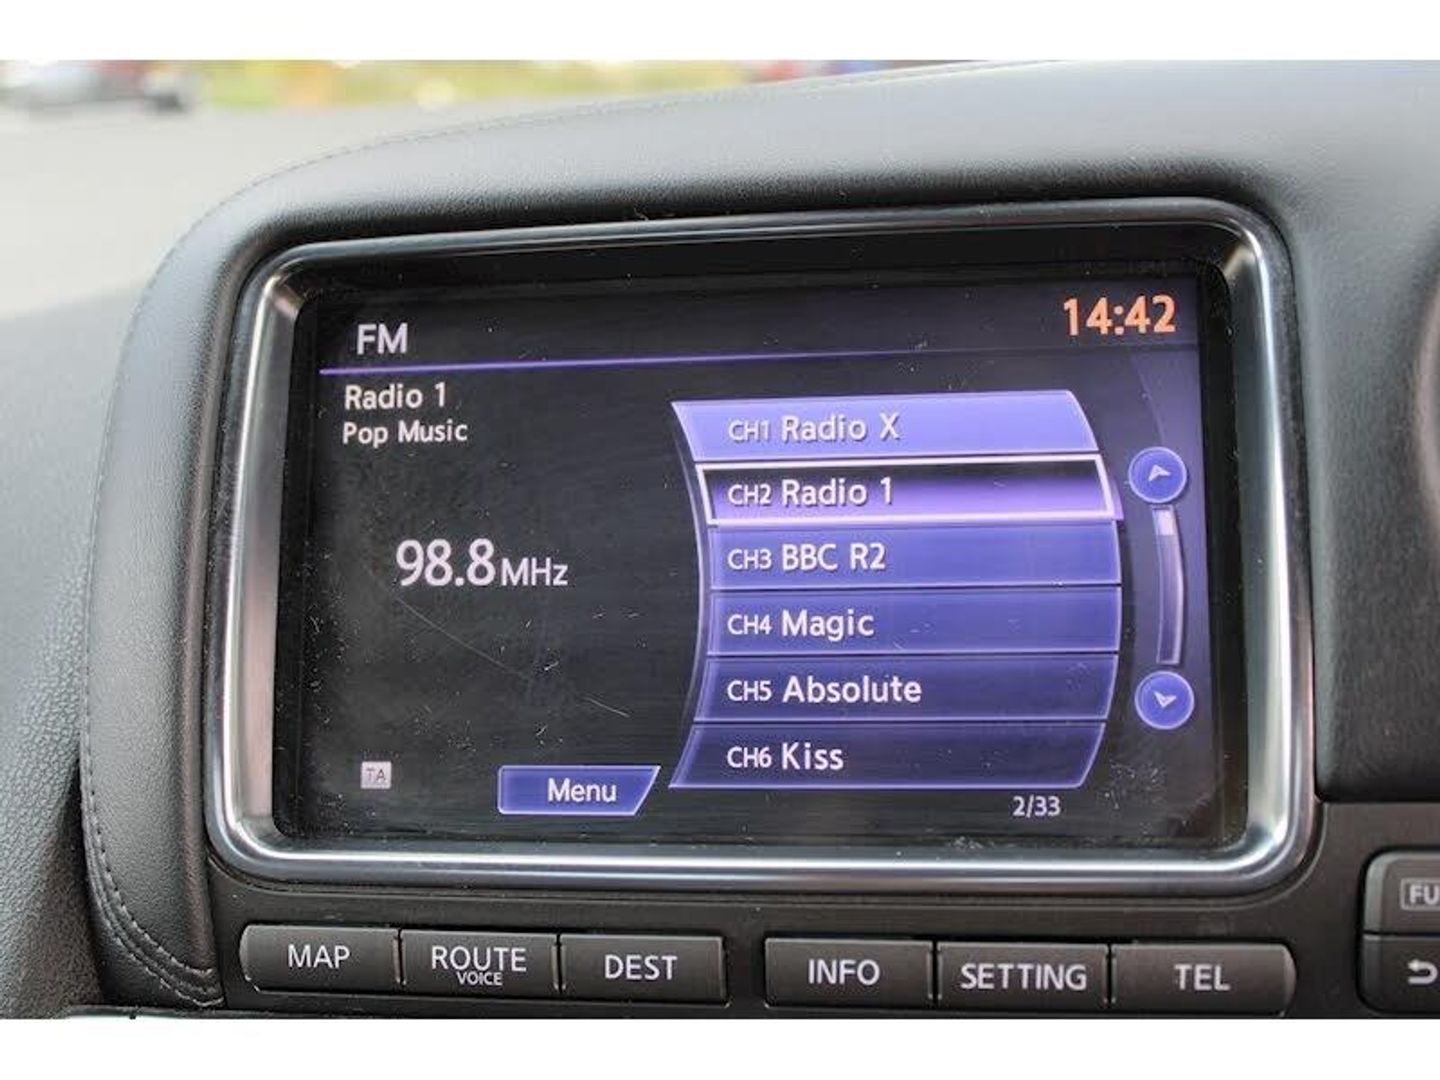 FM
14:42
Radio 1
Pop Music
98.8MHz
CH1 Radio X
CH2 Radio 1
CH3 BBC R2
CH4 Magic
CH5 Absolute
CH6 Kiss
TA
Menu
2/33
MAP
ROUTE
VOICE
DEST
INFO
SETTING
TEL
FU